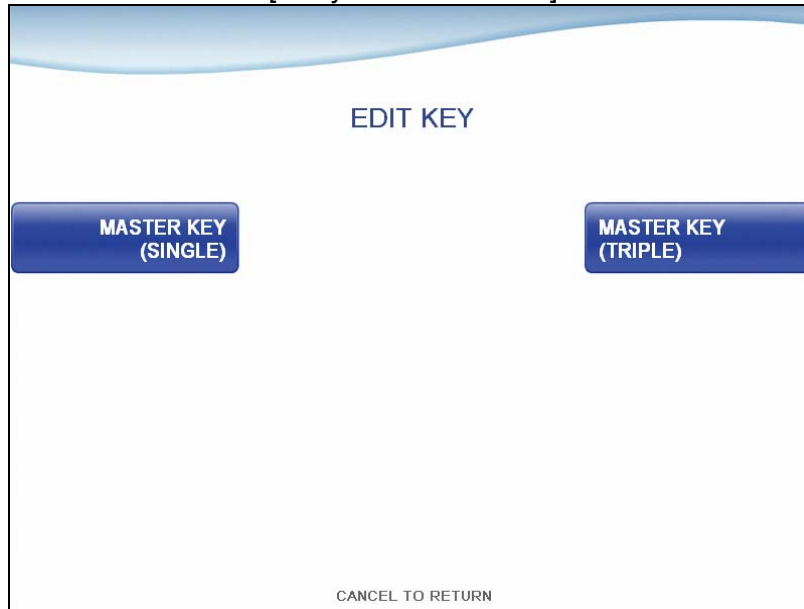 EDIT KEY
MASTER KEY
(SINGLE)
MASTER KEY
(TRIPLE)
CANCEL TO RETURN